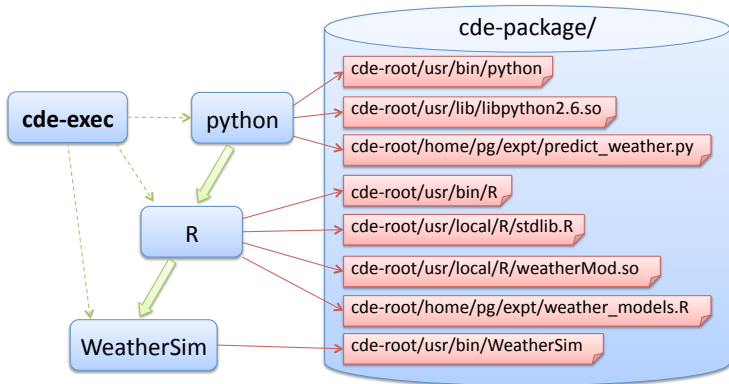 cde-package/
cde-root/usr/bin/python
cde-exec
python
cde-root/usr/lib/libpython2.6.so
cde-root/home/pg/expt/predict_weather.py
cde-root/usr/bin/R
R
cde-root/usr/local/R/stdlib.R
cde-root/usr/local/R/weatherMod.so
cde-root/home/pg/expt/weather_models.R
WeatherSim
cde-root/usr/bin/WeatherSim